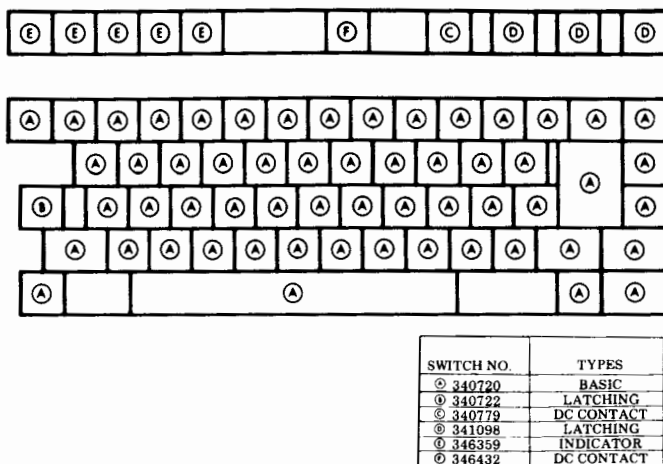 E E E E E F C D D D
A A A A A A A A A A A A A A A
A A A A A A A A A A A A
A
B A A A A A A A A A A A A
A A A A A A A A A A A A A
A A A A
SWITCH NO. TYPES
A 340720 BASIC
B 340722 LATCHING
C 340779 DC CONTACT
D 341098 LATCHING
E 346359 INDICATOR
F 346432 DC CONTACT